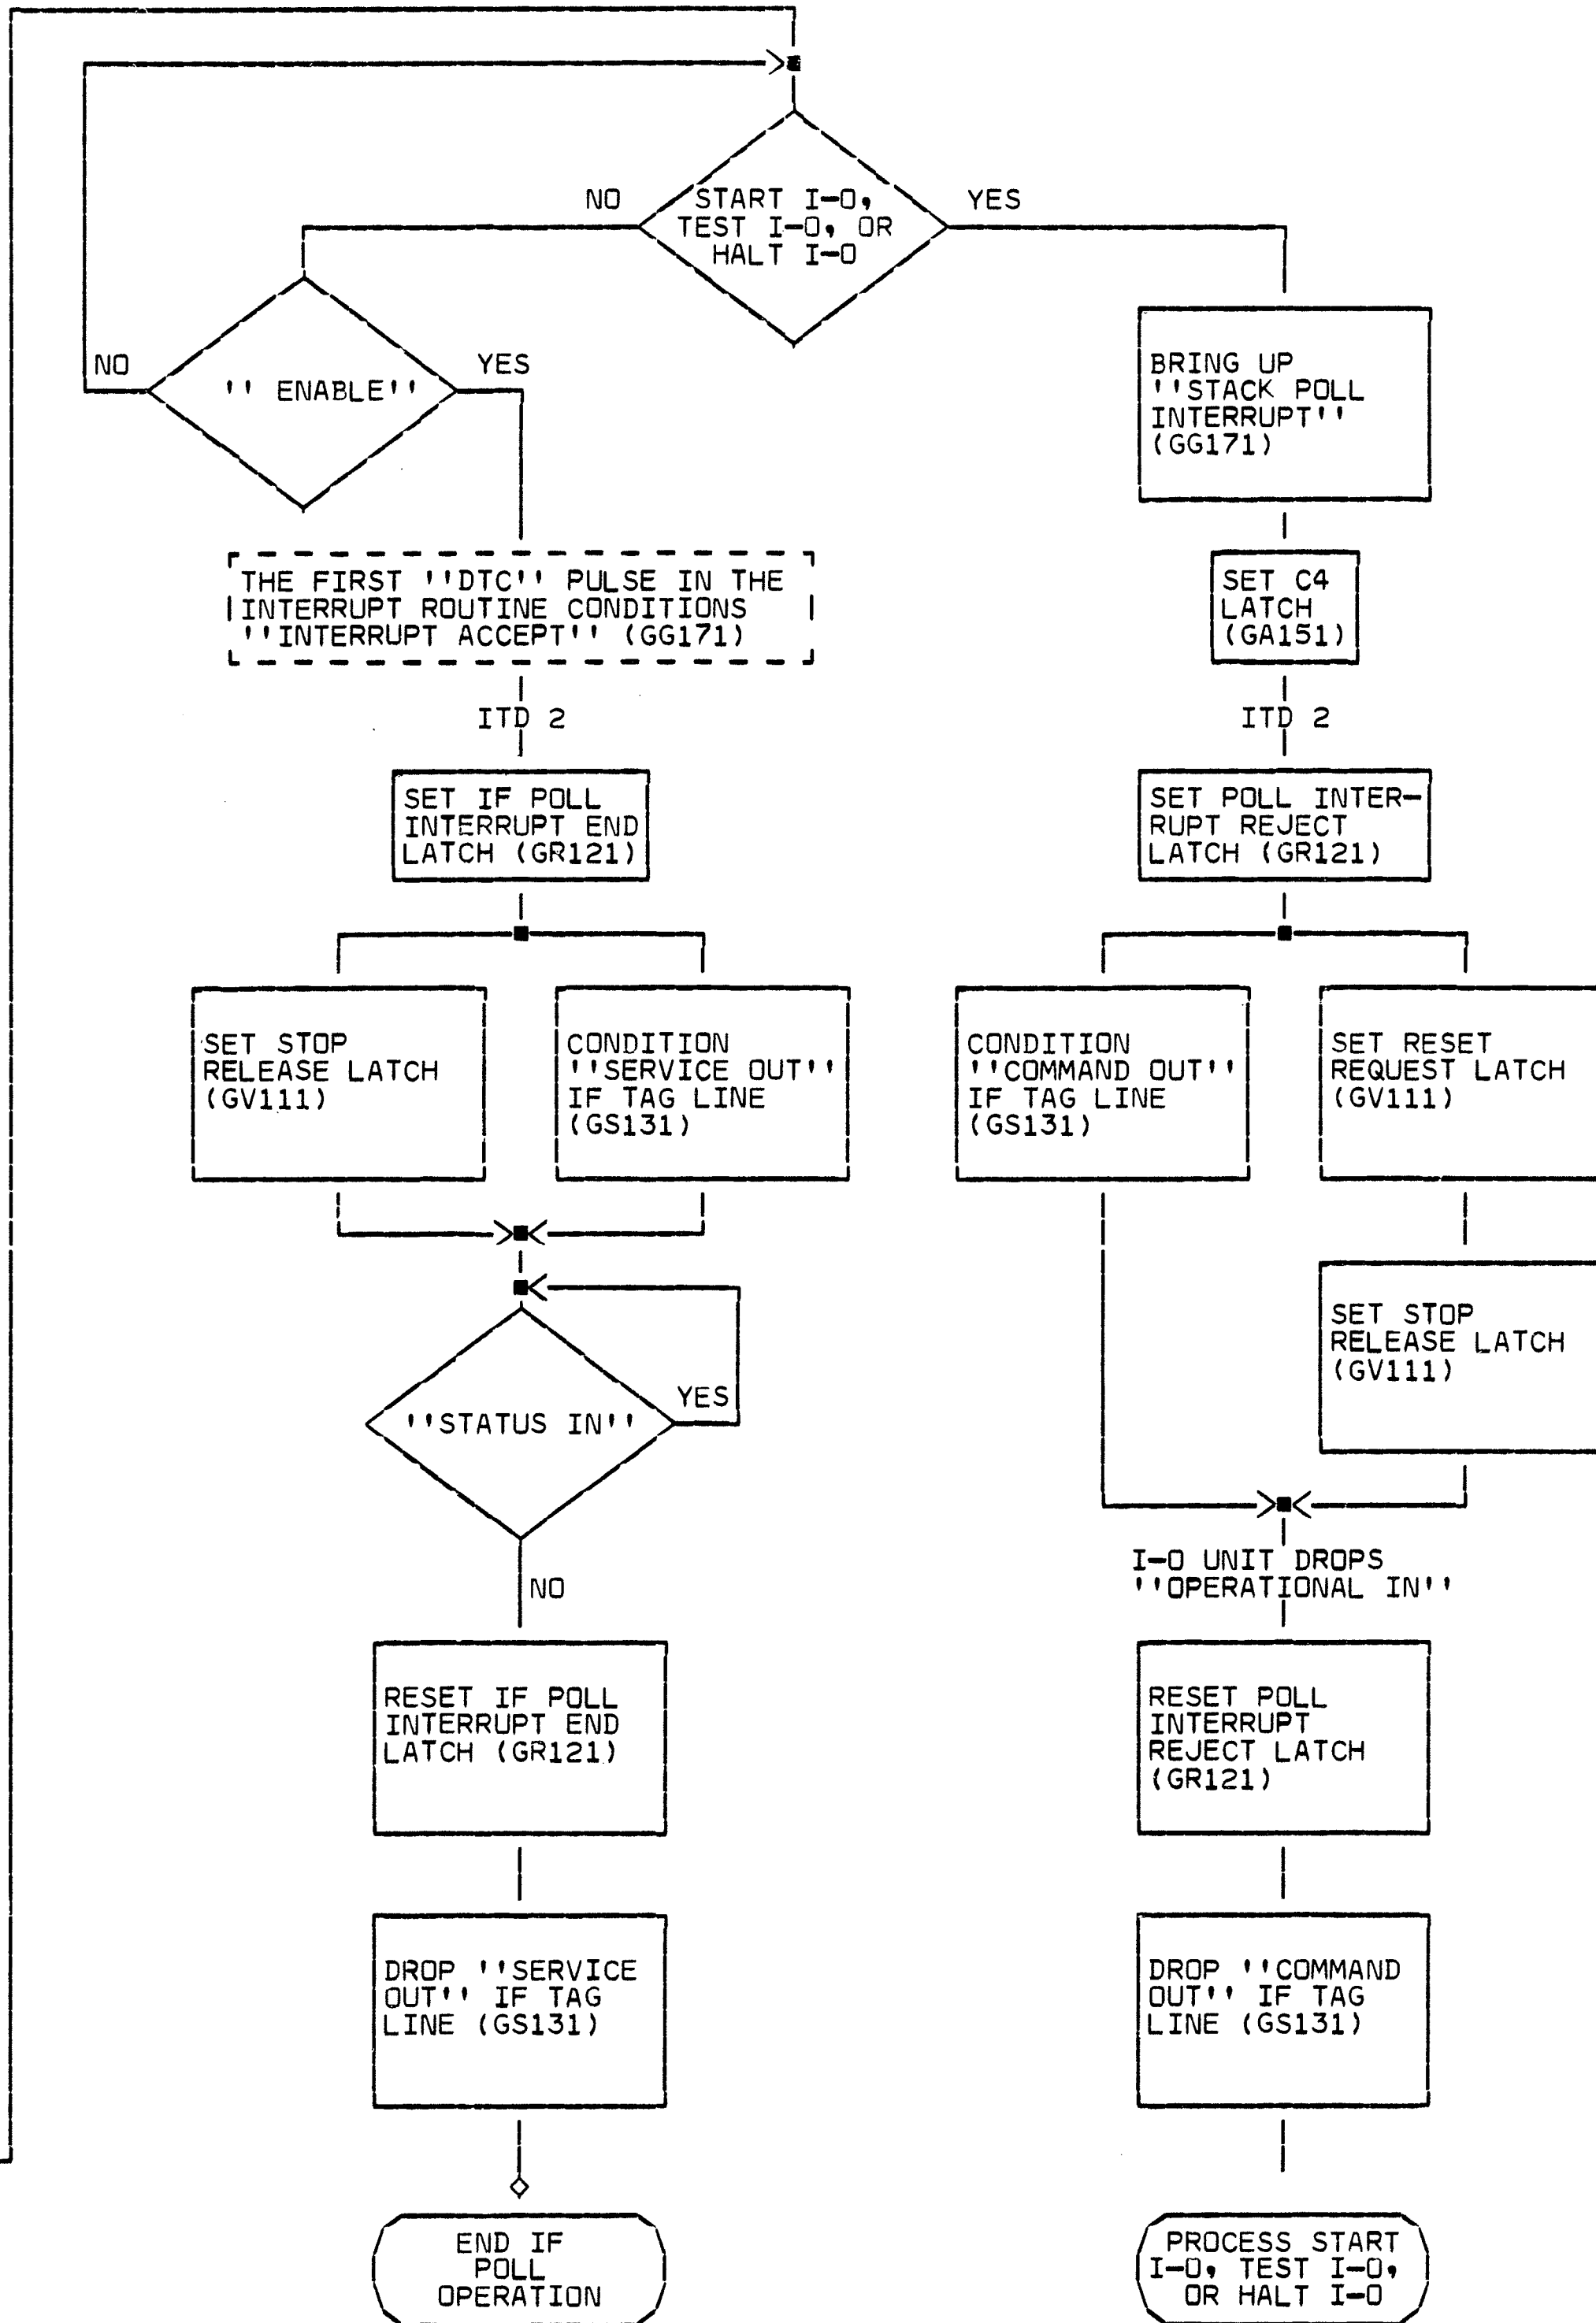 NO
START I-O,
TEST I-O, OR
HALT I-O
YES
NO
'' ENABLE''
YES
BRING UP
''STACK POLL
INTERRUPT''
(GG171)
THE FIRST ''DTC'' PULSE IN THE
INTERRUPT ROUTINE CONDITIONS
''INTERRUPT ACCEPT'' (GG171)
SET C4
LATCH
(GA151)
ITD 2
ITD 2
SET IF POLL
INTERRUPT END
LATCH (GR121)
SET POLL INTER-
RUPT REJECT
LATCH (GR121)
SET STOP
RELEASE LATCH
(GV111)
CONDITION
''SERVICE OUT''
IF TAG LINE
(GS131)
CONDITION
''COMMAND OUT''
IF TAG LINE
(GS131)
SET RESET
REQUEST LATCH
(GV111)
SET STOP
RELEASE LATCH
(GV111)
''STATUS IN''
YES
NO
I-O UNIT DROPS
''OPERATIONAL IN''
RESET IF POLL
INTERRUPT END
LATCH (GR121)
RESET POLL
INTERRUPT
REJECT LATCH
(GR121)
DROP ''SERVICE
OUT'' IF TAG
LINE (GS131)
DROP ''COMMAND
OUT'' IF TAG
LINE (GS131)
END IF
POLL
OPERATION
PROCESS START
I-O, TEST I-O,
OR HALT I-O